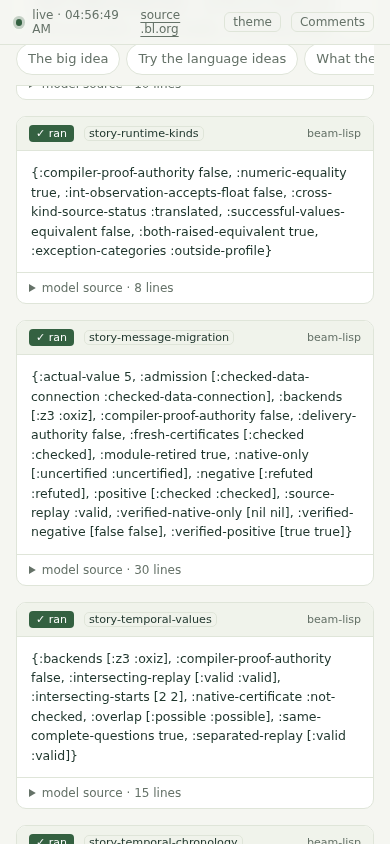 live · 04:56:49 AM
source .bl.org
theme
Comments
The big idea
Try the language ideas
What the
✓ ran story-runtime-kinds beam-lisp
{:compiler-proof-authority false, :numeric-equality
true, :int-observation-accepts-float false, :cross-
kind-source-status :translated, :successful-values-
equivalent false, :both-raised-equivalent true,
:exception-categories :outside-profile}
▶ model source · 8 lines
✓ ran story-message-migration beam-lisp
{:actual-value 5, :admission [:checked-data-
connection :checked-data-connection], :backends
[:z3 :oxiz], :compiler-proof-authority false, :delivery-
authority false, :fresh-certificates [:checked
:checked], :module-retired true, :native-only
[:uncertified :uncertified], :negative [:refuted
:refuted], :positive [:checked :checked], :source-
replay :valid, :verified-native-only [nil nil], :verified-
negative [false false], :verified-positive [true true]}
▶ model source · 30 lines
✓ ran story-temporal-values beam-lisp
{:backends [:z3 :oxiz], :compiler-proof-authority
false, :intersecting-replay [:valid :valid],
:intersecting-starts [2 2], :native-certificate :not-
checked, :overlap [:possible :possible], :same-
complete-questions true, :separated-replay [:valid
:valid]}
▶ model source · 15 lines
✓ ran story-temporal-chronology beam-lisp